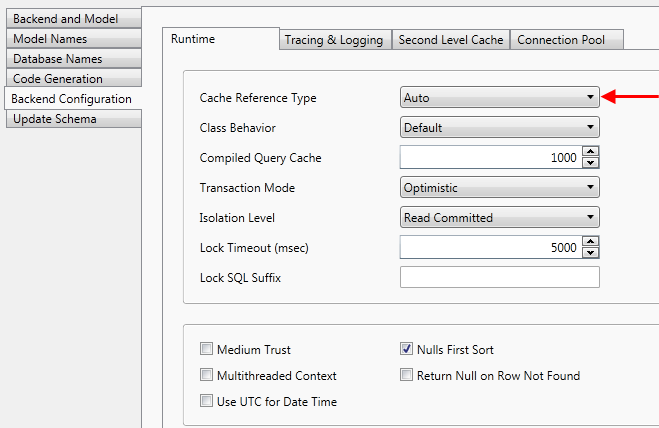 Backend and Model
Model Names
Database Names
Code Generation
Backend Configuration
Update Schema
Runtime
Tracing & Logging
Second Level Cache
Connection Pool
Cache Reference Type Auto
Class Behavior Default
Compiled Query Cache 1000
Transaction Mode Optimistic
Isolation Level Read Committed
Lock Timeout (msec) 5000
Lock SQL Suffix
Medium Trust Nulls First Sort
Multithreaded Context Return Null on Row Not Found
Use UTC for Date Time